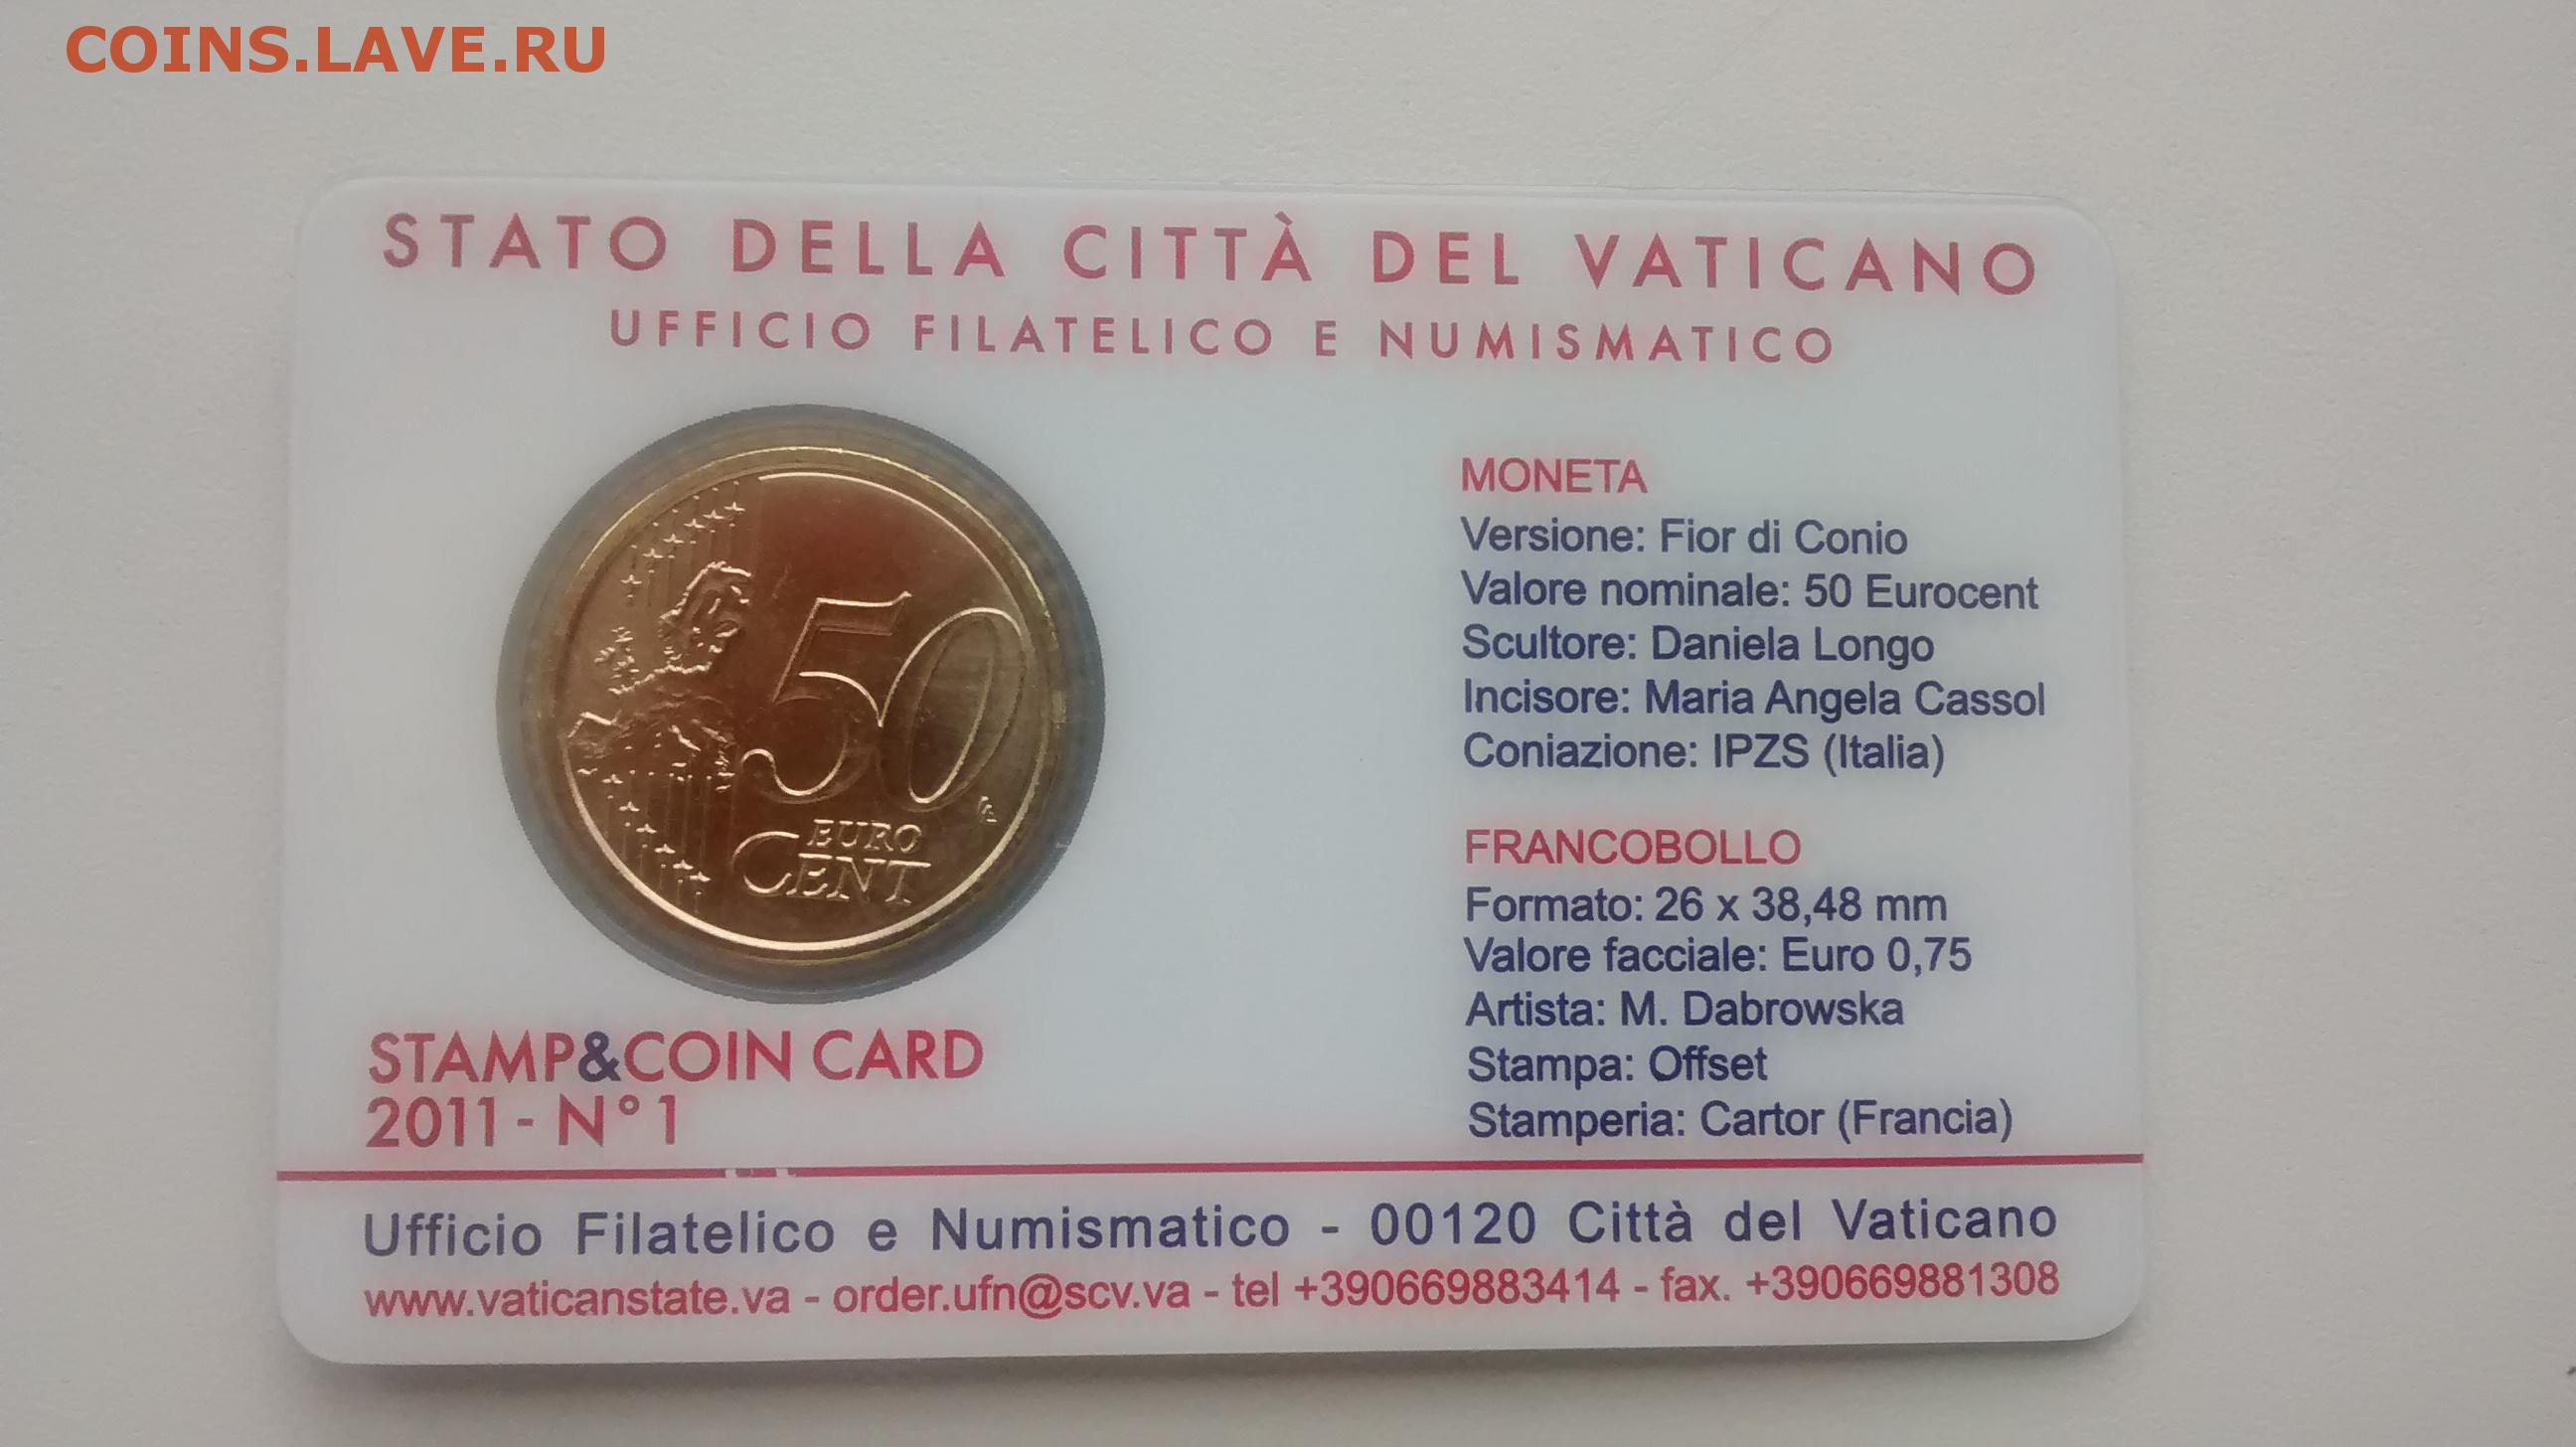 COINS.LAVE.RU
STATO DELLA CITTÀ DEL VATICANO
UFFICIO FILATELICO E NUMISMATICO
50
EURO
CENT
STAMP&COIN CARD
2011 - N° 1
MONETA
Versione: Fior di Conio
Valore nominale: 50 Eurocent
Scultore: Daniela Longo
Incisore: Maria Angela Cassol
Coniazione: IPZS (Italia)
FRANCOBOLLO
Formato: 26 x 38,48 mm
Valore facciale: Euro 0,75
Artista: M. Dabrowska
Stampa: Offset
Stamperia: Cartor (Francia)
Ufficio Filatelico e Numismatico - 00120 Città del Vaticano
www.vaticanstate.va - order.ufn@scv.va - tel +390669883414 - fax. +390669881308